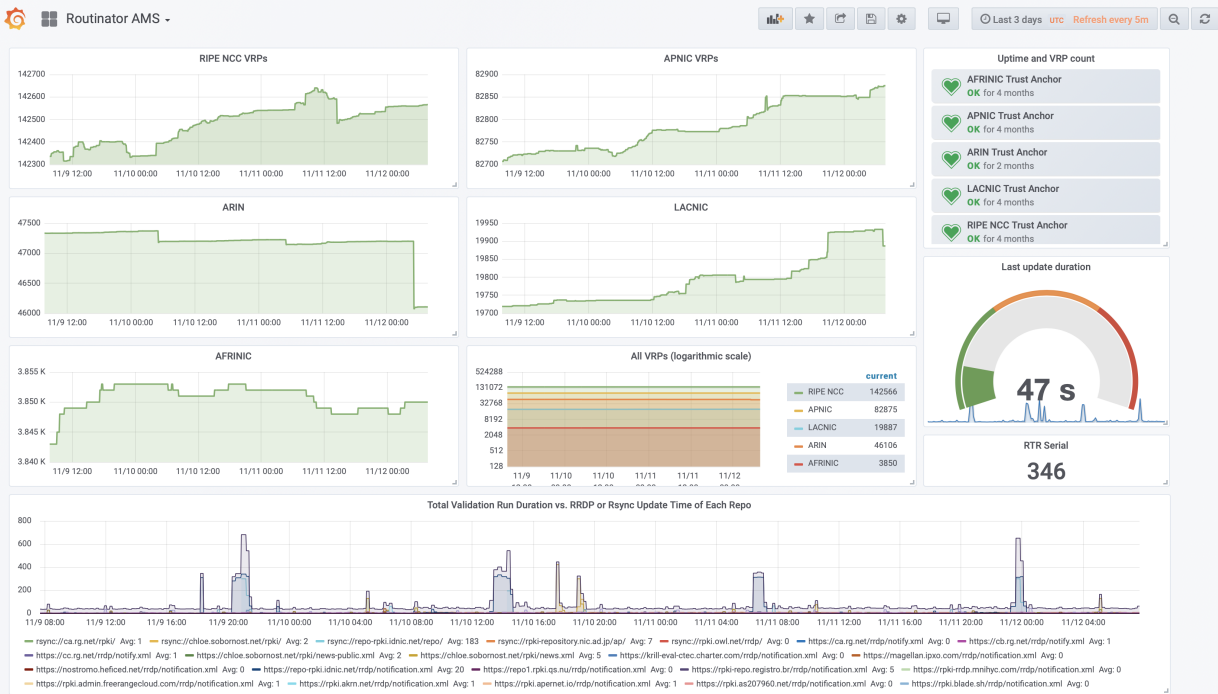 Routinator AMS
Last 3 days UTC Refresh every 5m
RIPE NCC VRPs
142700
142600
142500
142400
142300
11/9 12:00 11/10 00:00 11/10 12:00 11/11 00:00 11/11 12:00 11/12 00:00
APNIC VRPs
82900
82850
82800
82750
82700
11/9 12:00 11/10 00:00 11/10 12:00 11/11 00:00 11/11 12:00 11/12 00:00
Uptime and VRP count
AFRINIC Trust Anchor
OK for 4 months
APNIC Trust Anchor
OK for 4 months
ARIN Trust Anchor
OK for 2 months
LACNIC Trust Anchor
OK for 4 months
RIPE NCC Trust Anchor
OK for 4 months
ARIN
47500
47000
46500
46000
11/9 12:00 11/10 00:00 11/10 12:00 11/11 00:00 11/11 12:00 11/12 00:00
LACNIC
19950
19900
19850
19800
19750
19700
11/9 12:00 11/10 00:00 11/10 12:00 11/11 00:00 11/11 12:00 11/12 00:00
Last update duration
47 s
AFRINIC
3.855 K
3.850 K
3.845 K
3.840 K
11/9 12:00 11/10 00:00 11/10 12:00 11/11 00:00 11/11 12:00 11/12 00:00
All VRPs (logarithmic scale)
524288
131072
32768
8192
2048
512
128
11/9 11/10 11/10 11/11 11/11 11/12
current
RIPE NCC 142566
APNIC 82875
LACNIC 19887
ARIN 46106
AFRINIC 3850
RTR Serial
346
Total Validation Run Duration vs. RRDP or Rsync Update Time of Each Repo
800
600
400
200
0
11/9 08:00 11/9 12:00 11/9 16:00 11/9 20:00 11/10 00:00 11/10 04:00 11/10 08:00 11/10 12:00 11/10 16:00 11/10 20:00 11/11 00:00 11/11 04:00 11/11 08:00 11/11 12:00 11/11 16:00 11/11 20:00 11/12 00:00 11/12 04:00
rsync://ca.rg.net/rpki/ Avg: 1 rsync://chloe.sobornost.net/rpki/ Avg: 2 rsync://repo-rpki.idnic.net/repo/ Avg: 183 rsync://rpki-repository.nic.ad.jp/ap/ Avg: 7 rsync://rpki.owl.net/rrdp/ Avg: 0 https://ca.rg.net/rrdp/notify.xml Avg: 0 https://cb.rg.net/rrdp/notify.xml Avg: 1
https://cc.rg.net/rrdp/notify.xml Avg: 1 https://chloe.sobornost.net/rpki/news-public.xml Avg: 2 https://chloe.sobornost.net/rpki/news.xml Avg: 5 https://krill-eval-ctec.charter.com/rrdp/notification.xml Avg: 0 https://magellan.ipxo.com/rrdp/notification.xml Avg: 0
https://nostromo.heficed.net/rrdp/notification.xml Avg: 0 https://repo-rpki.idnic.net/rrdp/notification.xml Avg: 20 https://repo1.rpki.qs.nu/rrdp/notification.xml Avg: 0 https://rpki-repo.registro.br/rrdp/notification.xml Avg: 5 https://rpki-rrdp.mnihyc.com/rrdp/notification.xml Avg: 0
https://rpki.admin.freerangecloud.com/rrdp/notification.xml Avg: 1 https://rpki.akrn.net/rrdp/notification.xml Avg: 1 https://rpki.apernet.io/rrdp/notification.xml Avg: 1 https://rpki.as207960.net/rrdp/notification.xml Avg: 0 https://rpki.blade.sh/rrdp/notification.xml Avg: 0